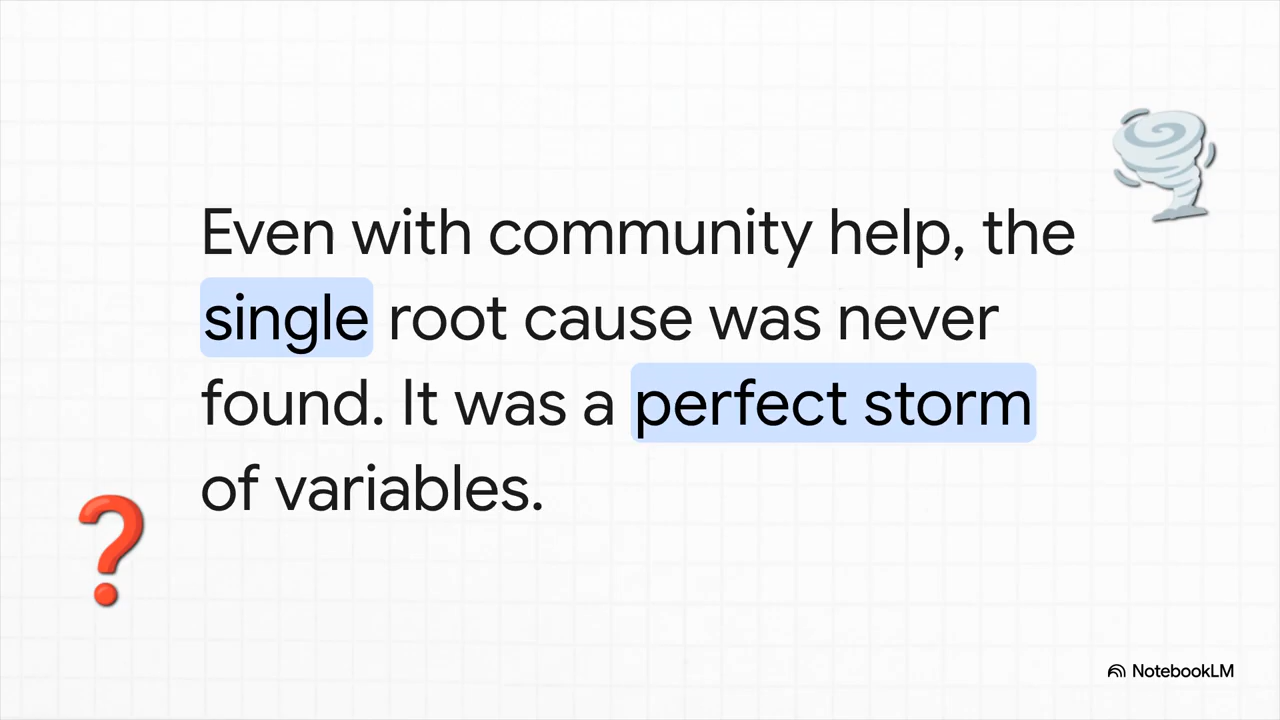 Even with community help, the
single root cause was never
found. It was a perfect storm
of variables.
NotebookLM